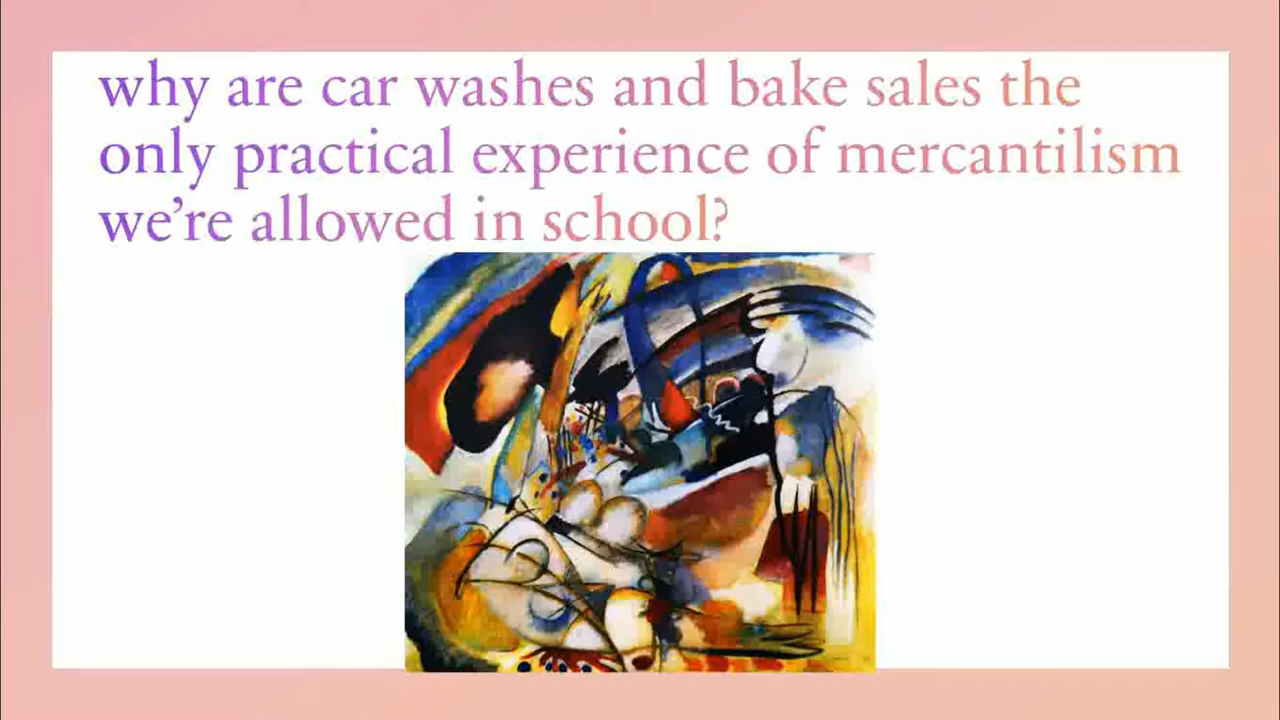 why are car washes and bake sales the
only practical experience of mercantilism
we’re allowed in school?